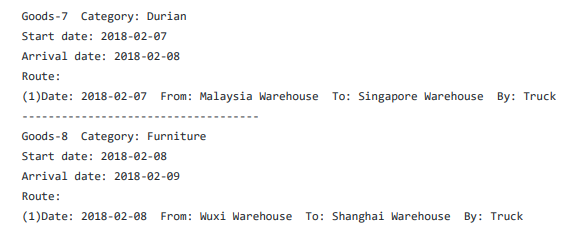 Goods-7  Category: Durian
Start date: 2018-02-07
Arrival date: 2018-02-08
Route:
(1)Date: 2018-02-07  From: Malaysia Warehouse  To: Singapore Warehouse  By: Truck
------------------------------------
Goods-8  Category: Furniture
Start date: 2018-02-08
Arrival date: 2018-02-09
Route:
(1)Date: 2018-02-08  From: Wuxi Warehouse  To: Shanghai Warehouse  By: Truck